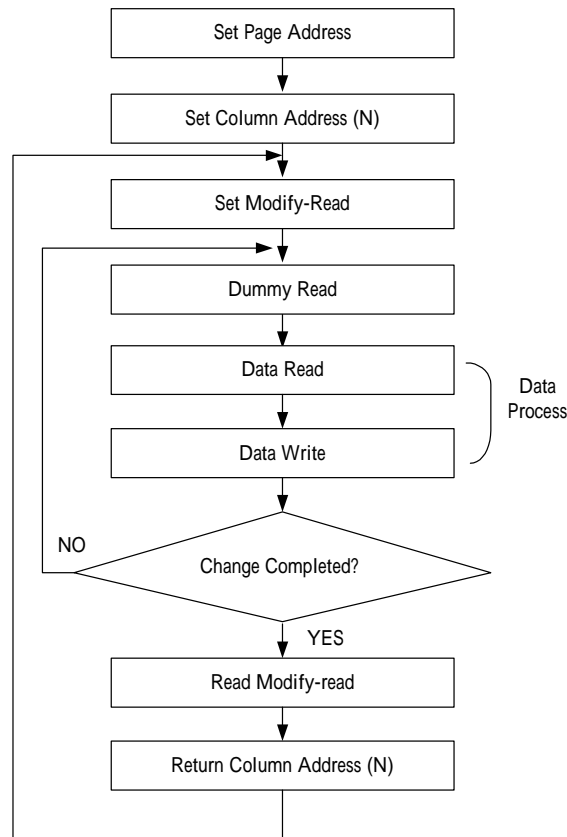 Set Page Address
Set Column Address (N)
Set Modify-Read
Dummy Read
Data Read
Data
Process
Data Write
NO
Change Completed?
YES
Read Modify-read
Return Column Address (N)